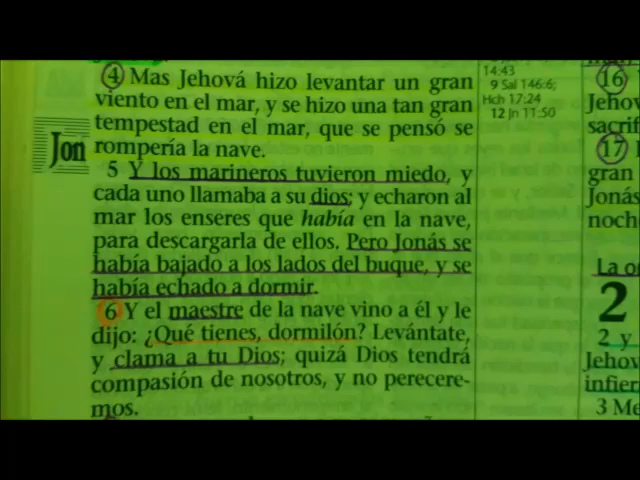 4 Mas Jehová hizo levantar un gran
viento en el mar, y se hizo una tan gran
tempestad en el mar, que se pensó se
rompería la nave.
5 Y los marineros tuvieron miedo, y
cada uno llamaba a su dios; y echaron al
mar los enseres que había en la nave,
para descargarla de ellos. Pero Jonás se
había bajado a los lados del buque, y se
había echado a dormir.
6 Y el maestre de la nave vino a él y le
dijo: ¿Qué tienes, dormilón? Levántate,
y clama a tu Dios; quizá Dios tendrá
compasión de nosotros, y no perecere-
mos.
Jon
14:43
9 Sal 146:6;
Hch 17:24
12 Jn 11:50
16
Jehov
sacrif
17
gran
Jonás
noch
La o
2
2 y
Jehov
infier
3 Me